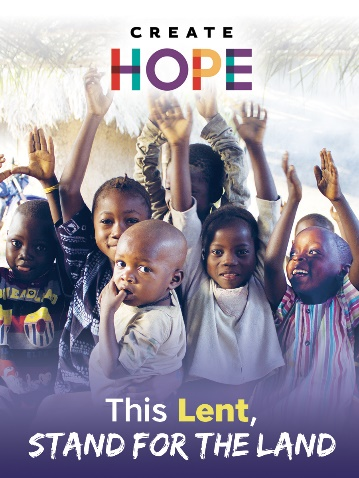 CREATE
HOPE
This Lent,
STAND FOR THE LAND